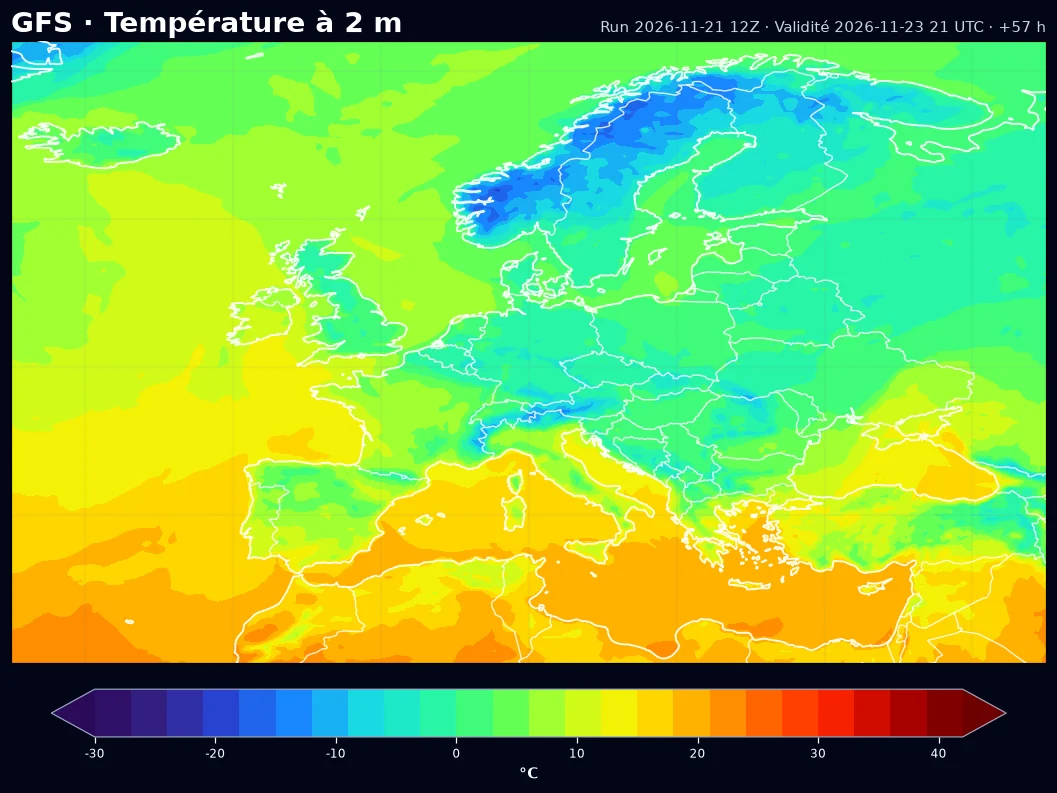 GFS · Température à 2 m
Run 2026-11-21 12Z · Validité 2026-11-23 21 UTC · +57 h
-30 -20 -10 0 10 20 30 40
°C